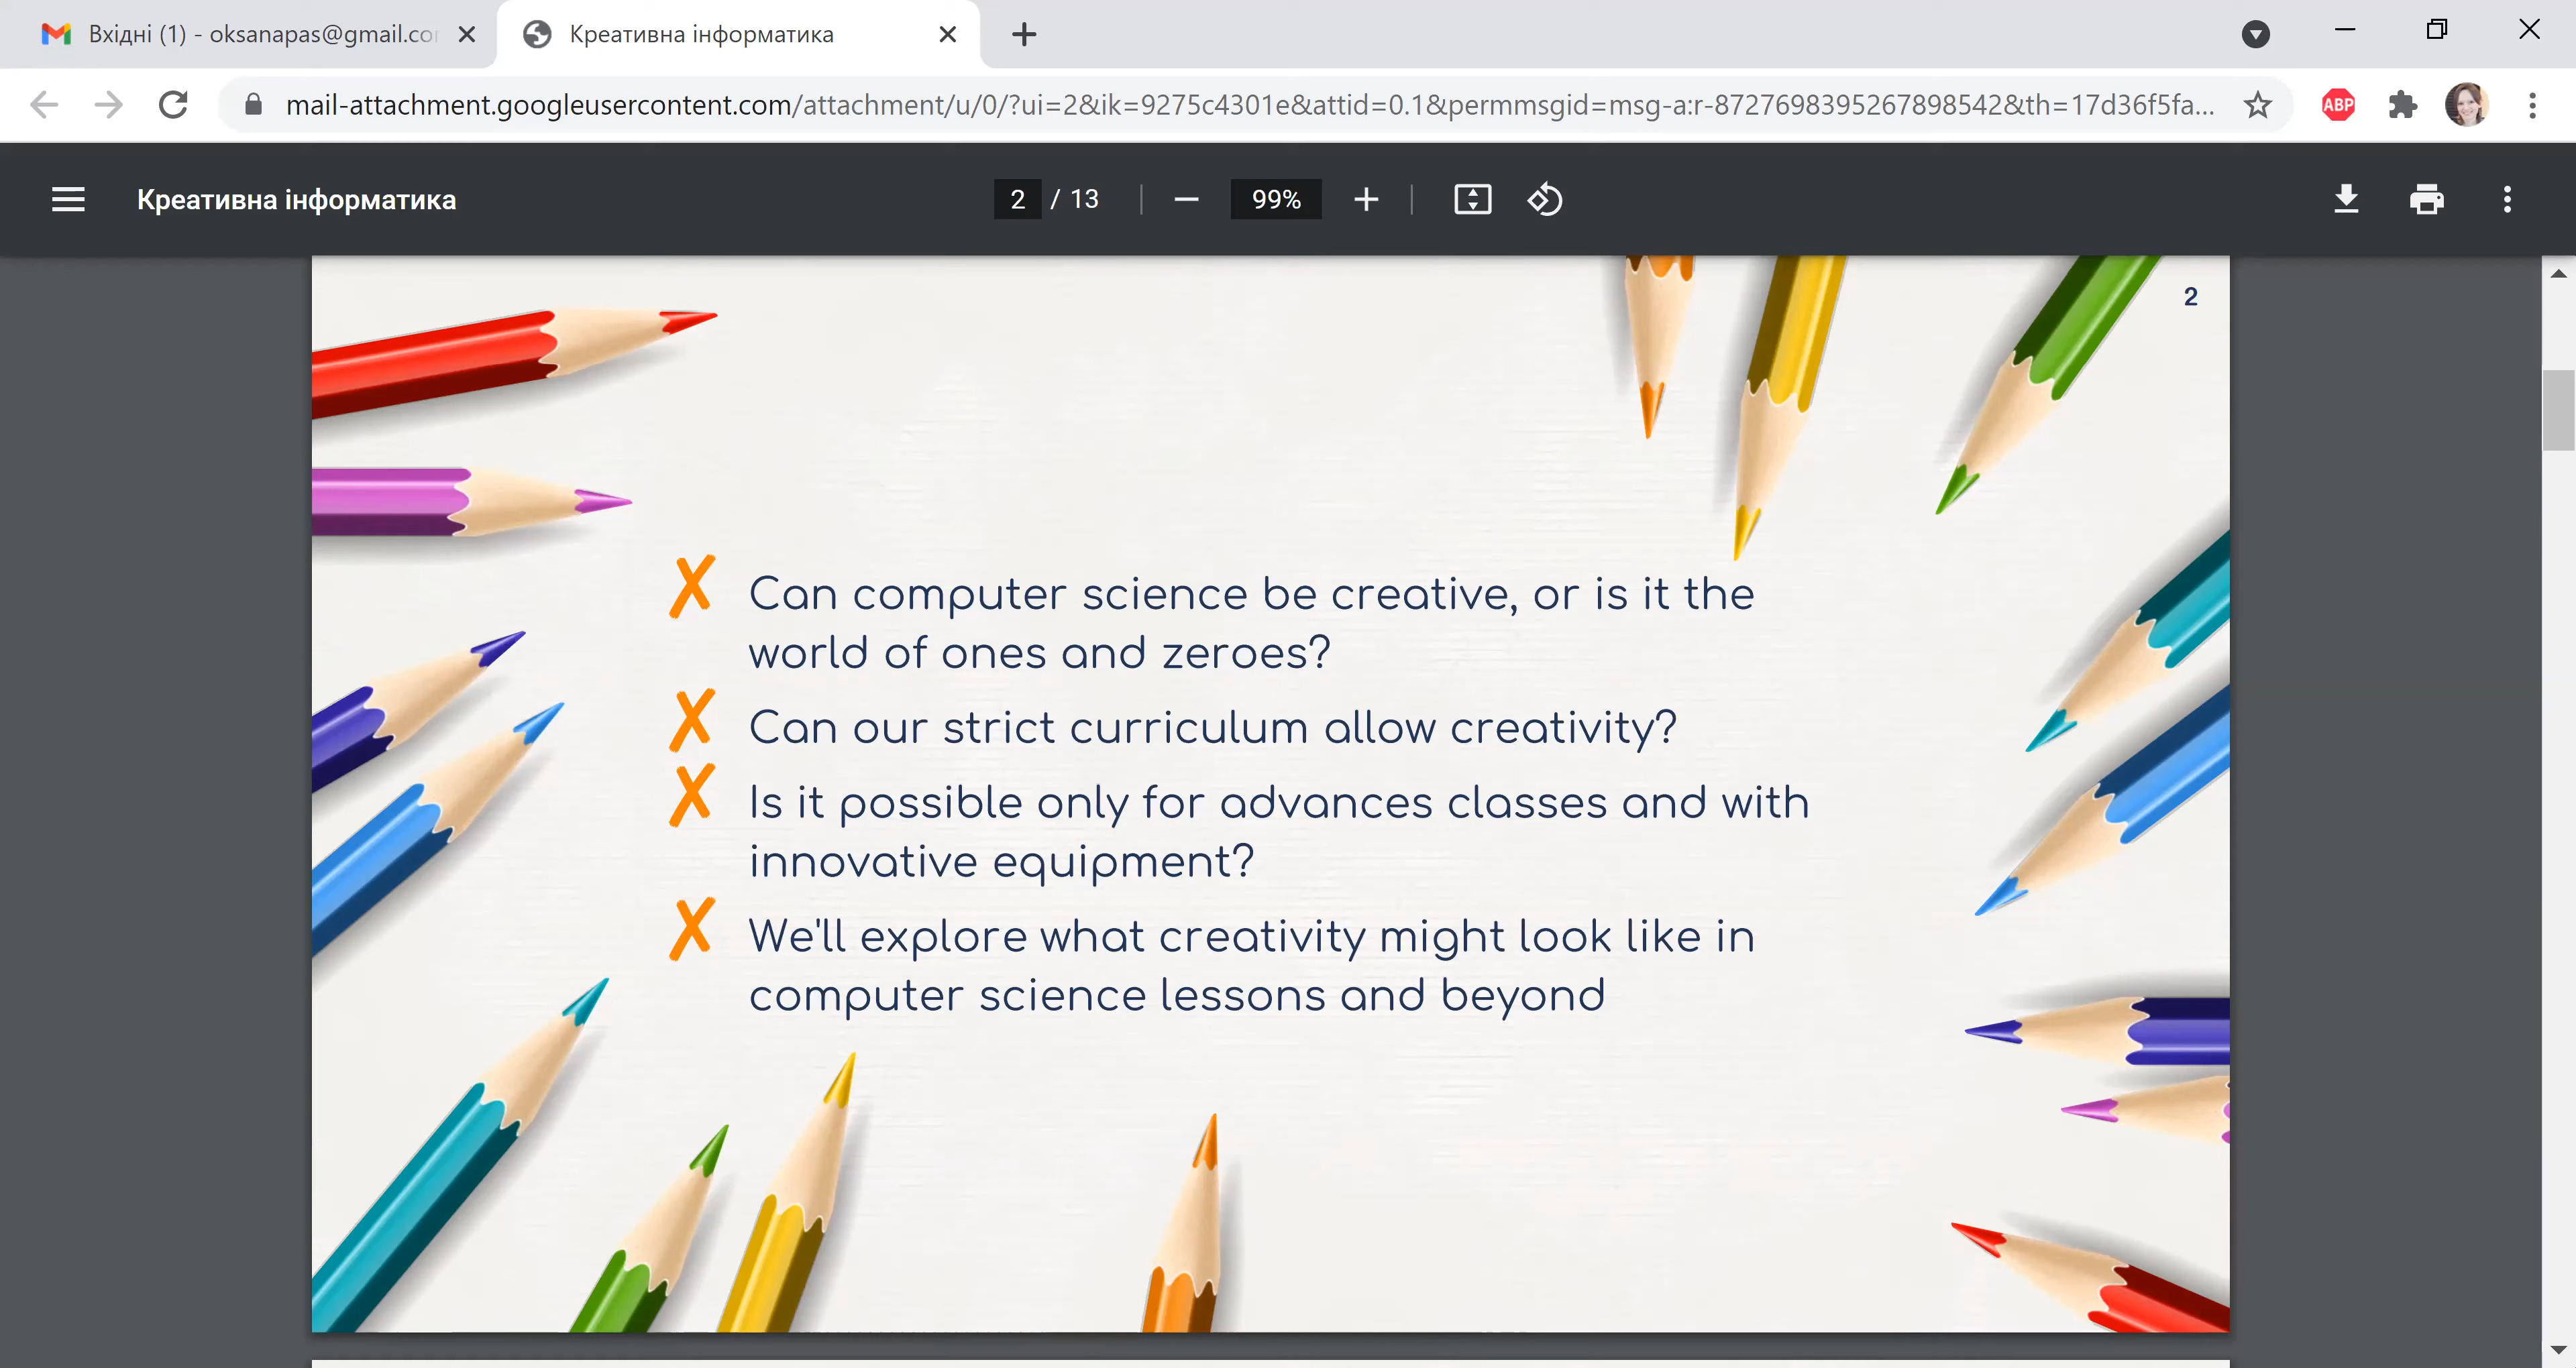 Вхідні (1) - oksanapas@gmail.co
Креативна інформатика
mail-attachment.googleusercontent.com/attachment/u/0/?ui=2&ik=9275c4301e&attid=0.1&permmsgid=msg-a:r-8727698395267898542&th=17d36f5fa...
ABP
Креативна інформатика
2 / 13
99%
2
✗ Can computer science be creative, or is it the
world of ones and zeroes?
✗ Can our strict curriculum allow creativity?
✗ Is it possible only for advances classes and with
innovative equipment?
✗ We'll explore what creativity might look like in
computer science lessons and beyond